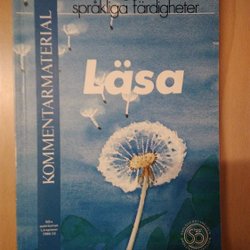 språkliga färdigheter
Läsa
KOMMENTARMATERIAL